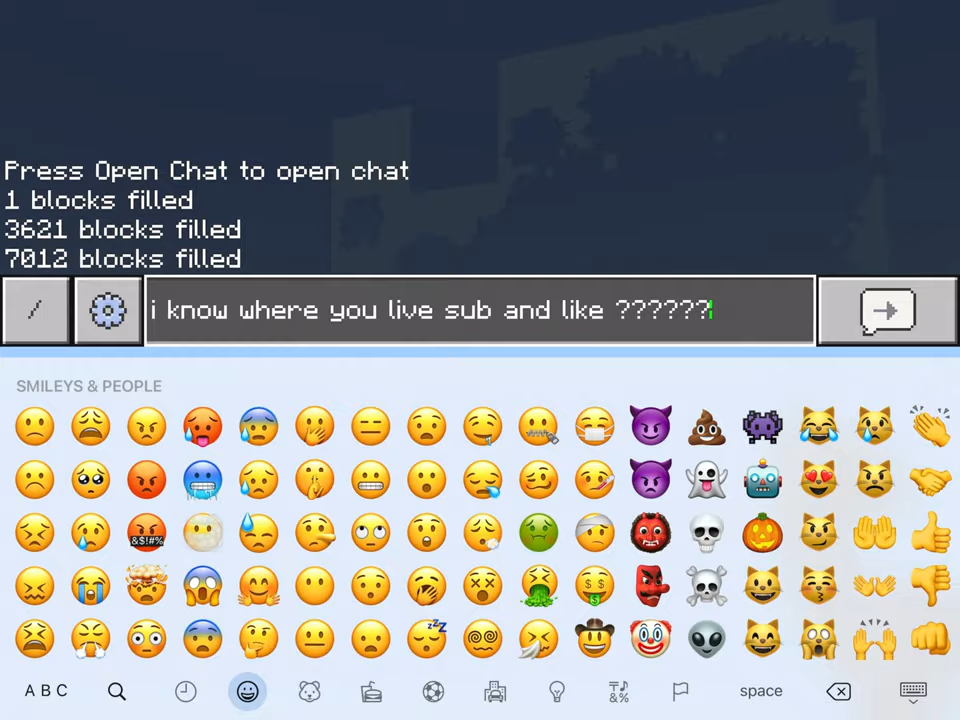 Press Open Chat to open chat
1 blocks filled
3621 blocks filled
7012 blocks filled
/
i know where you live sub and like ??????
SMILEYS & PEOPLE
&$!#%
zzZ
ABC
&%
space